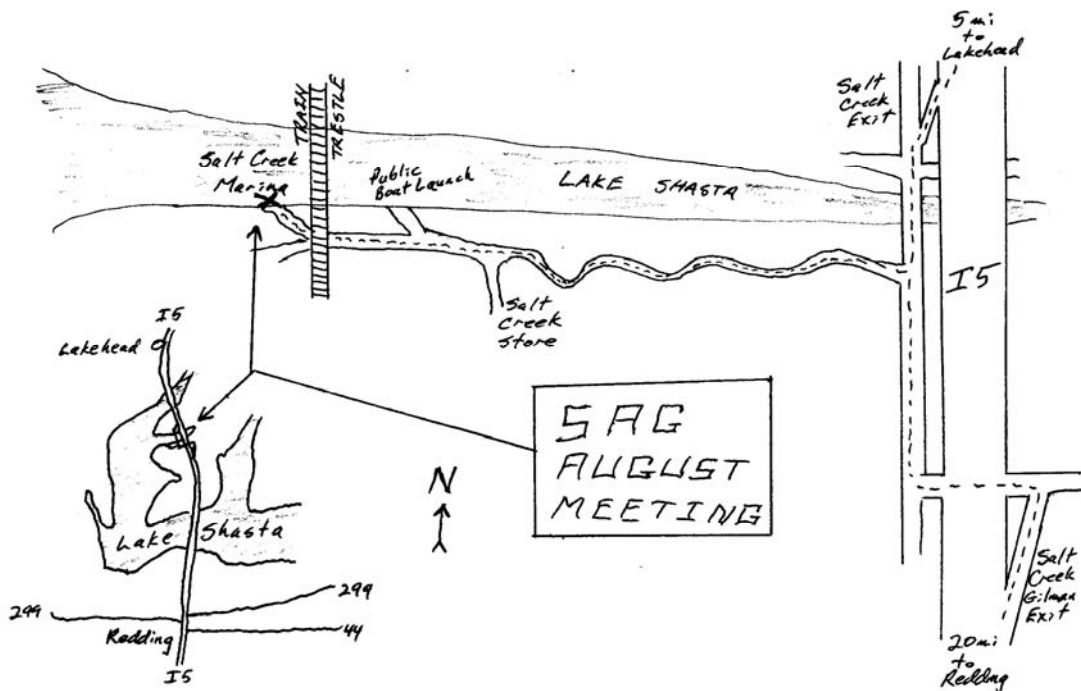 5 mi
to
Lakehead
Salt
Creek
Exit
TRAIN
TRESTLE
Salt Creek
Marina
Public
Boat Launch
LAKE SHASTA
I5
Salt
Creek
Store
I5
Lakehead
SAG
AUGUST
MEETING
N
Lake Shasta
Salt
Creek
Gilman
Exit
299
299
Redding
44
I5
20 mi
to
Redding